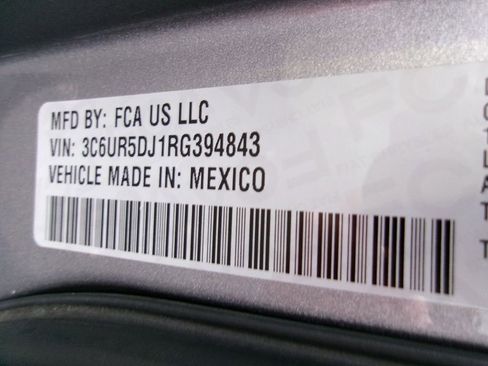 MFD BY: FCA US LLC
VIN: 3C6UR5DJ1RG394843
VEHICLE MADE IN: MEXICO